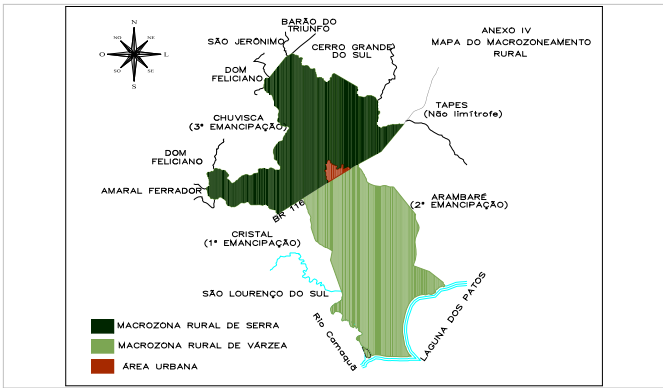 N
NO
NE
O
L
SO
SE
S
BARÃO DO
TRIUNFO
SÃO JERÔNIMO
CERRO GRANDE
DO SUL
ANEXO IV
MAPA DO MACROZONEAMENTO
RURAL
DOM
FELICIANO
TAPES
(Não limítrofe)
CHUVISCA
(3ª EMANCIPAÇÃO)
DOM
FELICIANO
AMARAL FERRADOR
ARAMBARÉ
(2ª EMANCIPAÇÃO)
BR 116
CRISTAL
(1ª EMANCIPAÇÃO)
SÃO LOURENÇO DO SUL
LAGUNA DOS PATOS
Rio Camaquã
MACROZONA RURAL DE SERRA
MACROZONA RURAL DE VÁRZEA
ÁREA URBANA